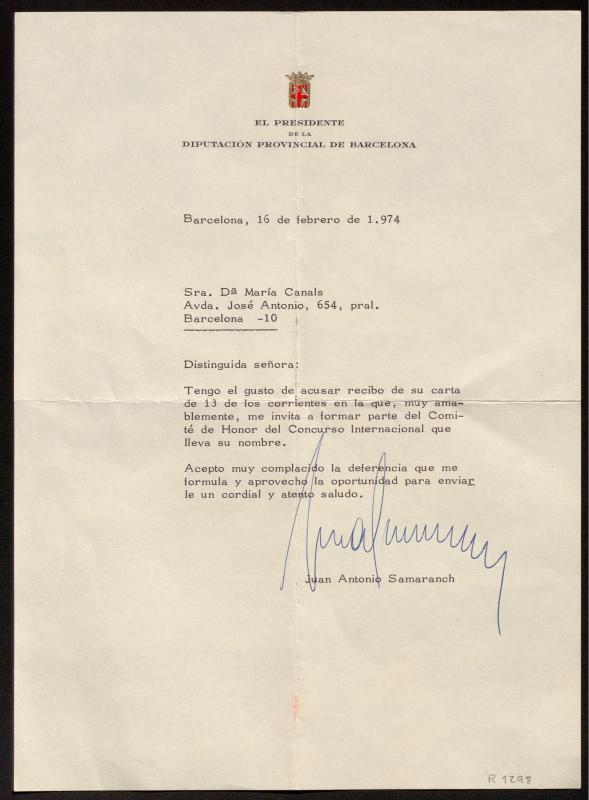 EL PRESIDENTE
DE LA
DIPUTACIÓN PROVINCIAL DE BARCELONA
Barcelona, 16 de febrero de 1.974
Sra. Dª María Canals
Avda. José Antonio, 654, pral.
Barcelona -10
Distinguida señora:
Tengo el gusto de acusar recibo de su carta
de 13 de los corrientes en la que, muy ama-
blemente, me invita a formar parte del Comi-
té de Honor del Concurso Internacional que
lleva su nombre.
Acepto muy complacido la deferencia que me
formula y aprovecho la oportunidad para enviar
le un cordial y atento saludo.
Juan Antonio Samaranch
R 1298